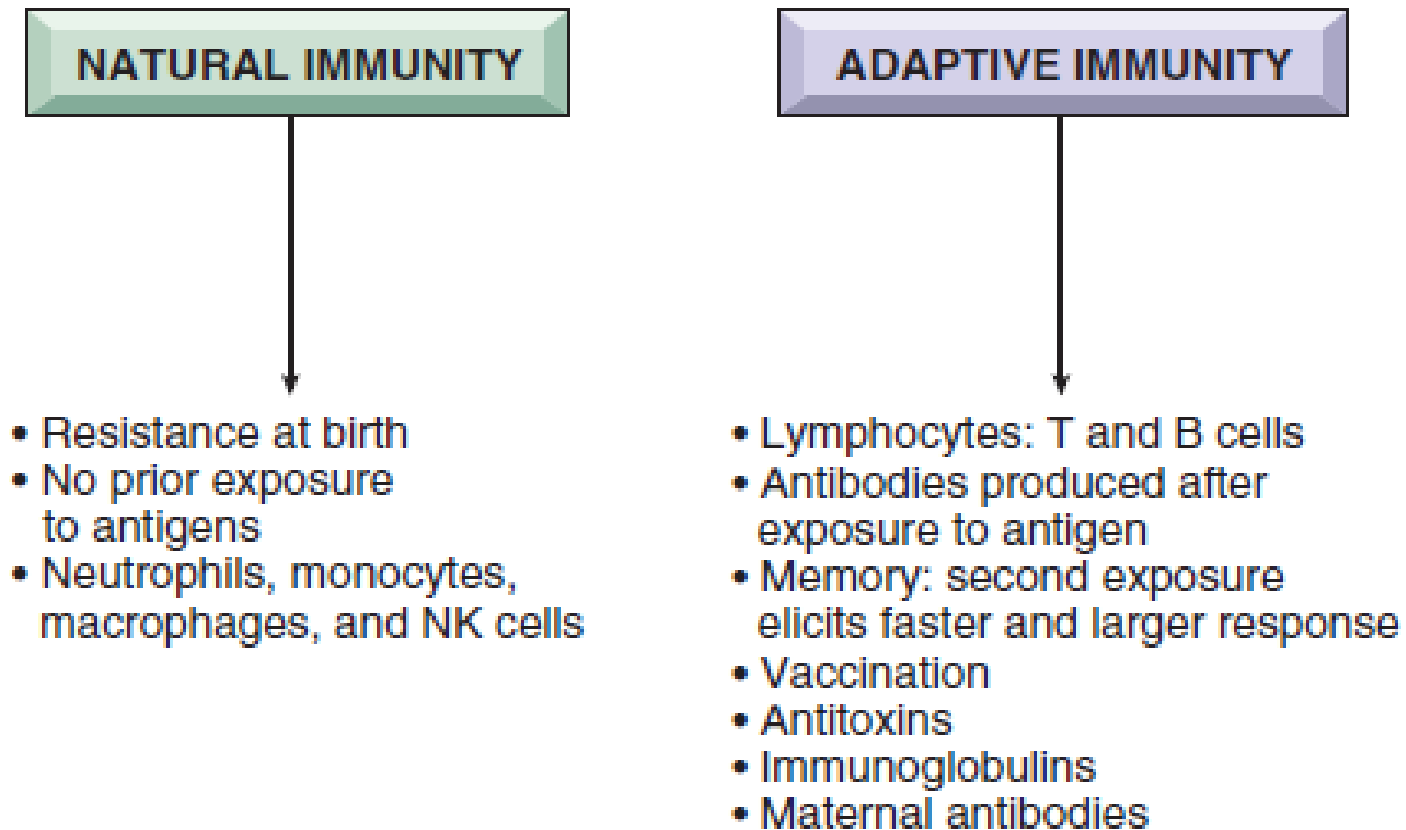 NATURAL IMMUNITY
• Resistance at birth
• No prior exposure
to antigens
• Neutrophils, monocytes,
macrophages, and NK cells
ADAPTIVE IMMUNITY
• Lymphocytes: T and B cells
• Antibodies produced after
exposure to antigen
• Memory: second exposure
elicits faster and larger response
• Vaccination
• Antitoxins
• Immunoglobulins
• Maternal antibodies